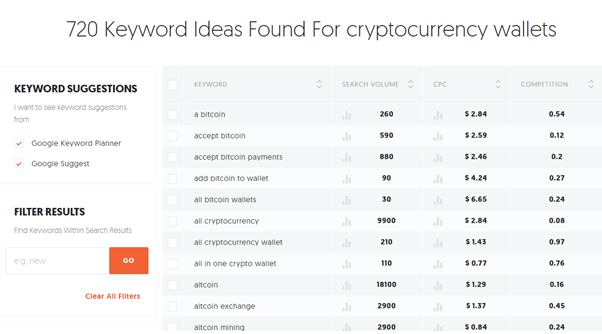 720 Keyword Ideas Found For cryptocurrency wallets
KEYWORD SUGGESTIONS
I want to see keyword suggestions
from
Google Keyword Planner
Google Suggest
FILTER RESULTS
Find Keywords Within Search Results
e.g. new
GO
Clear All Filters
KEYWORD SEARCH VOLUME CPC COMPETITION
a bitcoin 260 $ 2.84 0.54
accept bitcoin 590 $ 2.59 0.12
accept bitcoin payments 880 $ 2.46 0.2
add bitcoin to wallet 90 $ 4.24 0.27
all bitcoin wallets 30 $ 6.65 0.24
all cryptocurrency 9900 $ 2.84 0.08
all cryptocurrency wallet 210 $ 1.43 0.97
all in one crypto wallet 110 $ 0.77 0.76
altcoin 18100 $ 1.29 0.16
altcoin exchange 2900 $ 1.37 0.45
altcoin mining 2900 $ 0.84 0.24